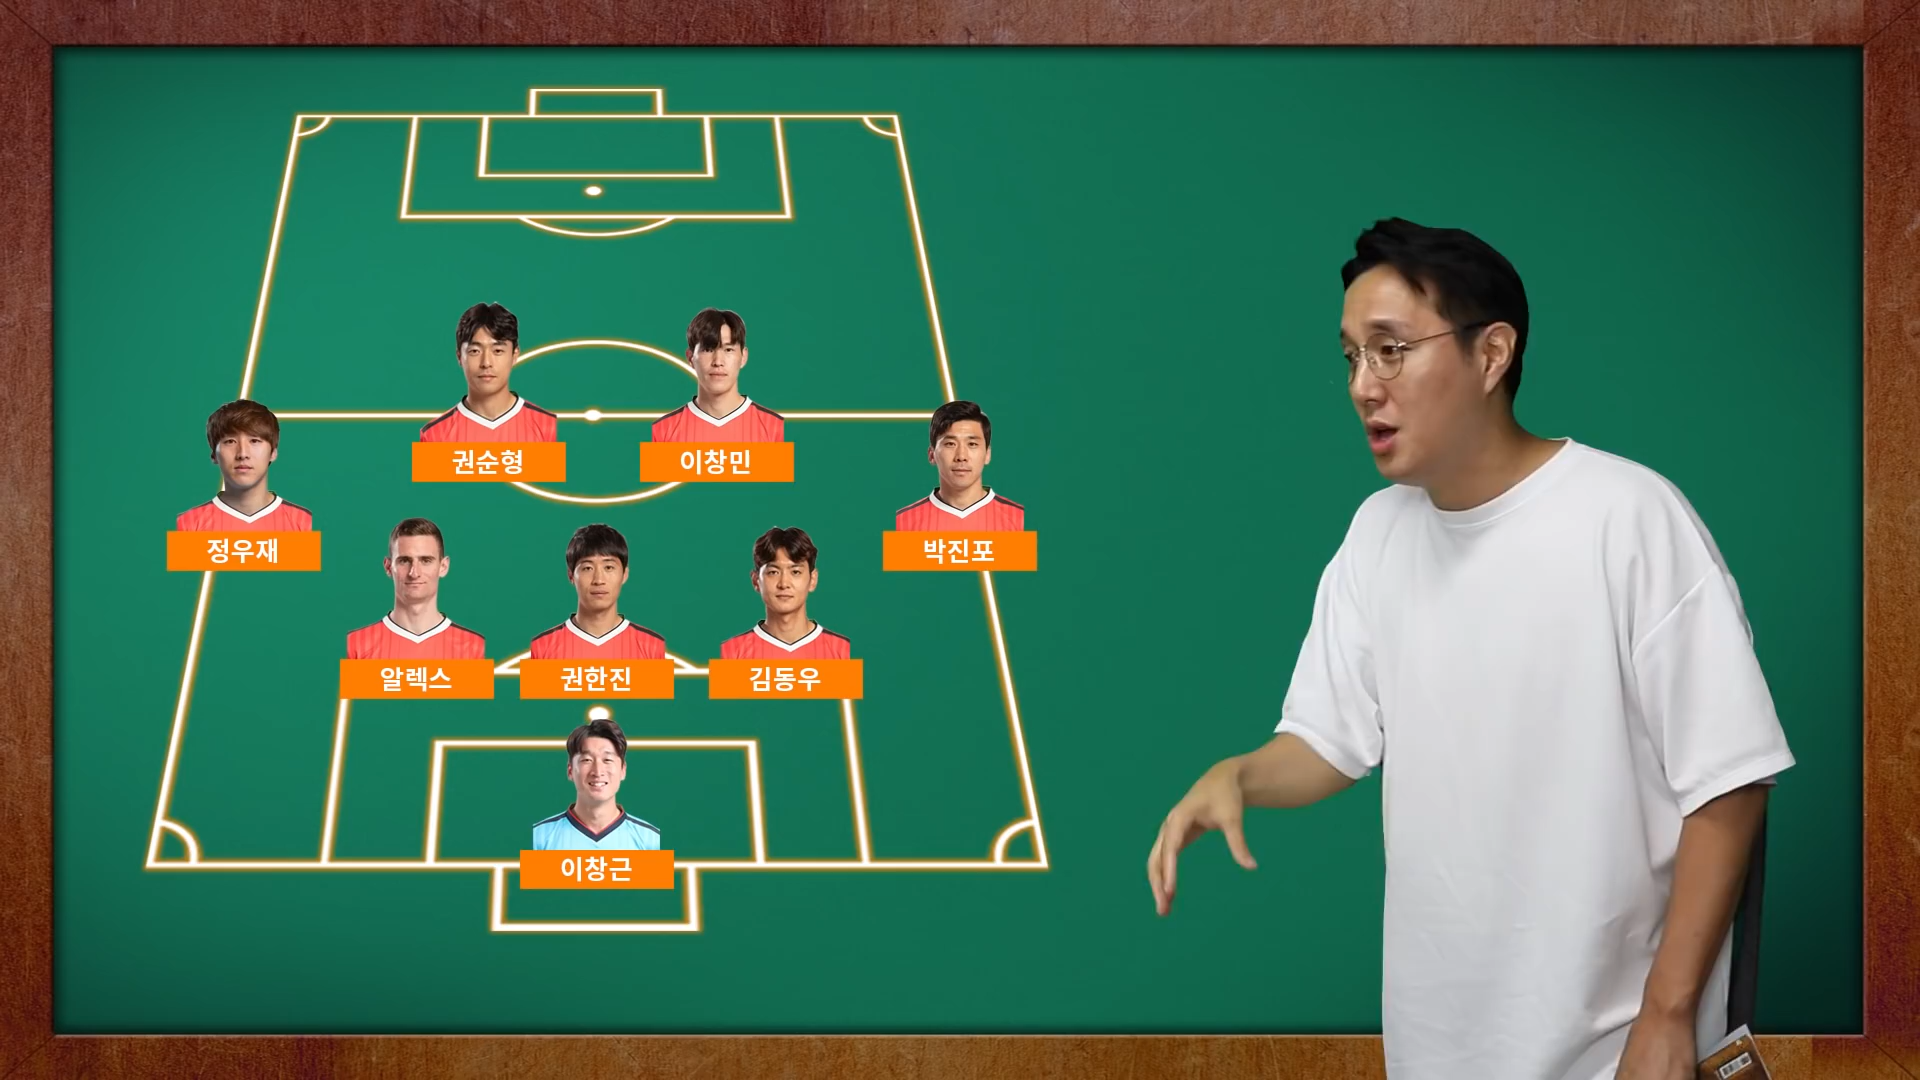 권순형
이창민
정우재
박진포
알렉스
권한진
김동우
이창근